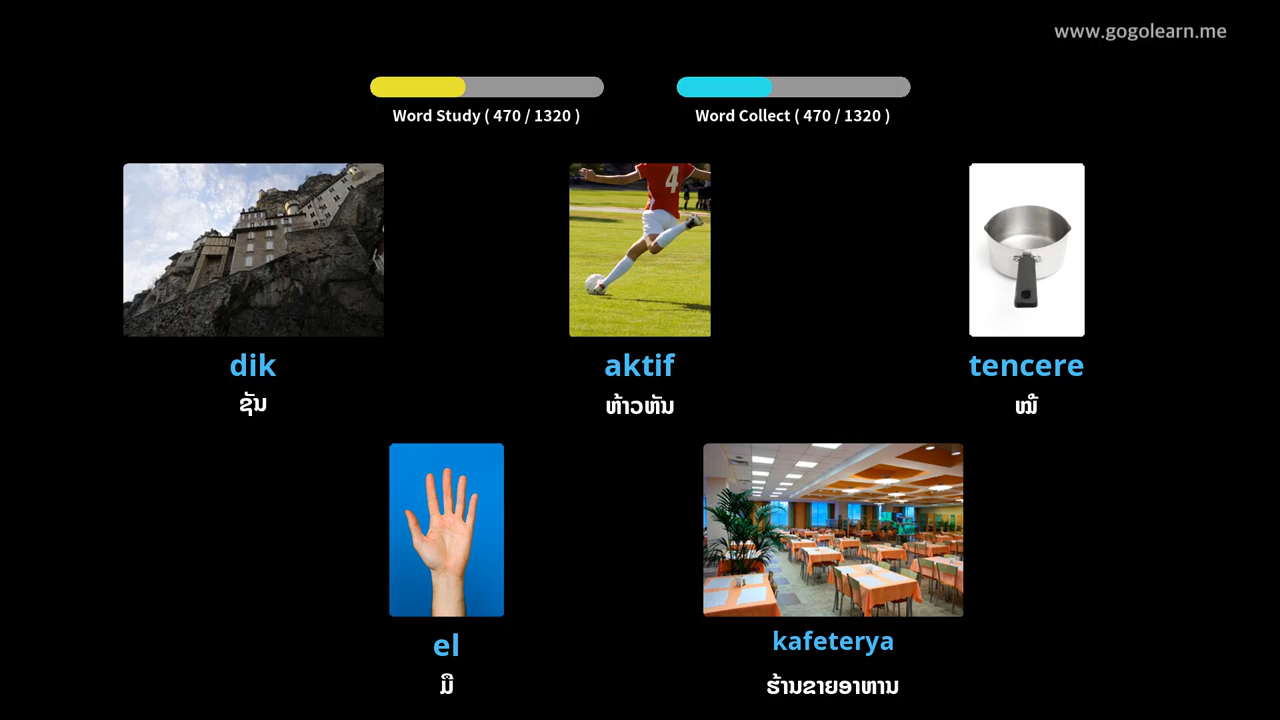 www.gogolearn.me
Word Study ( 470 / 1320 )
Word Collect ( 470 / 1320 )
4
dik
ຊັນ
aktif
ຫ້າວຫັນ
tencere
ໝໍ້
el
ມື
kafeterya
ຮ້ານຂາຍອາຫານ